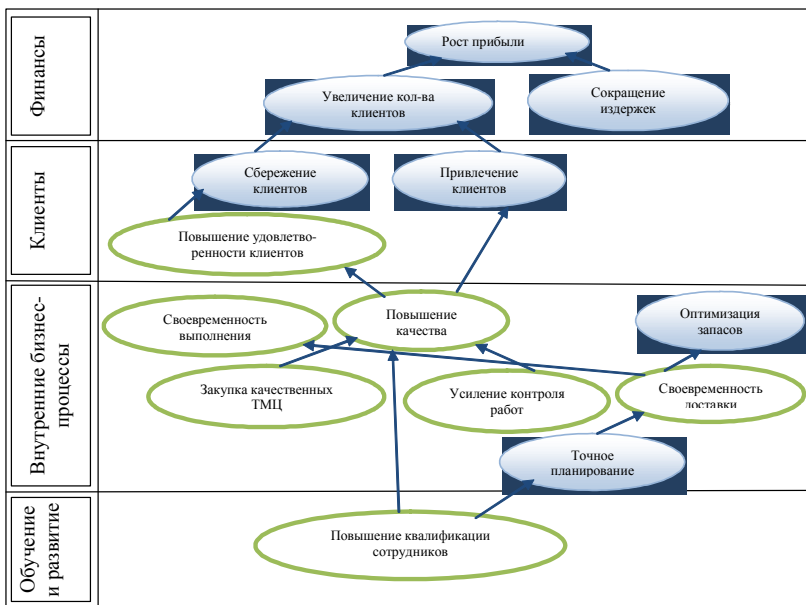 Финансы
Рост прибыли
Увеличение кол-ва
клиентов
Сокращение
издержек
Клиенты
Сбережение
клиентов
Привлечение
клиентов
Повышение удовлетво-
ренности клиентов
Внутренние бизнес-
процессы
Своевременность
выполнения
Повышение
качества
Оптимизация
запасов
Закупка качественных
ТМЦ
Усиление контроля
работ
Своевременность
доставки
Точное
планирование
Обучение
и развитие
Повышение квалификации
сотрудников